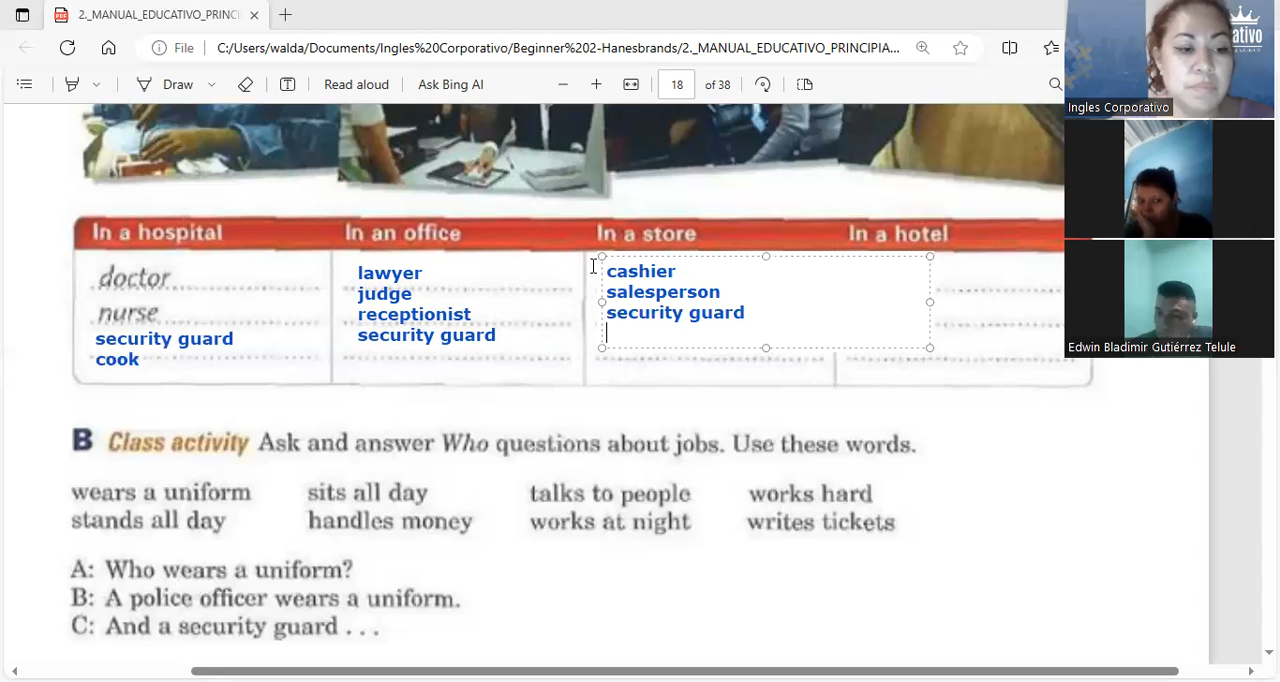 2._MANUAL_EDUCATIVO_PRINCI
File
C:/Users/walda/Documents/Ingles%20Corporativo/Beginner%202-Hanesbrands/2._MANUAL_EDUCATIVO_PRINCIPIA...
Draw
Read aloud
Ask Bing AI
18 of 38
ativo
Ingles Corporativo
Edwin Bladimir Gutiérrez Telule
In a hospital In an office In a store In a hotel
doctor
nurse
security guard
cook
lawyer
judge
receptionist
security guard
cashier
salesperson
security guard
B Class activity Ask and answer Who questions about jobs. Use these words.
wears a uniform sits all day talks to people works hard
stands all day handles money works at night writes tickets
A: Who wears a uniform?
B: A police officer wears a uniform.
C: And a security guard . . .